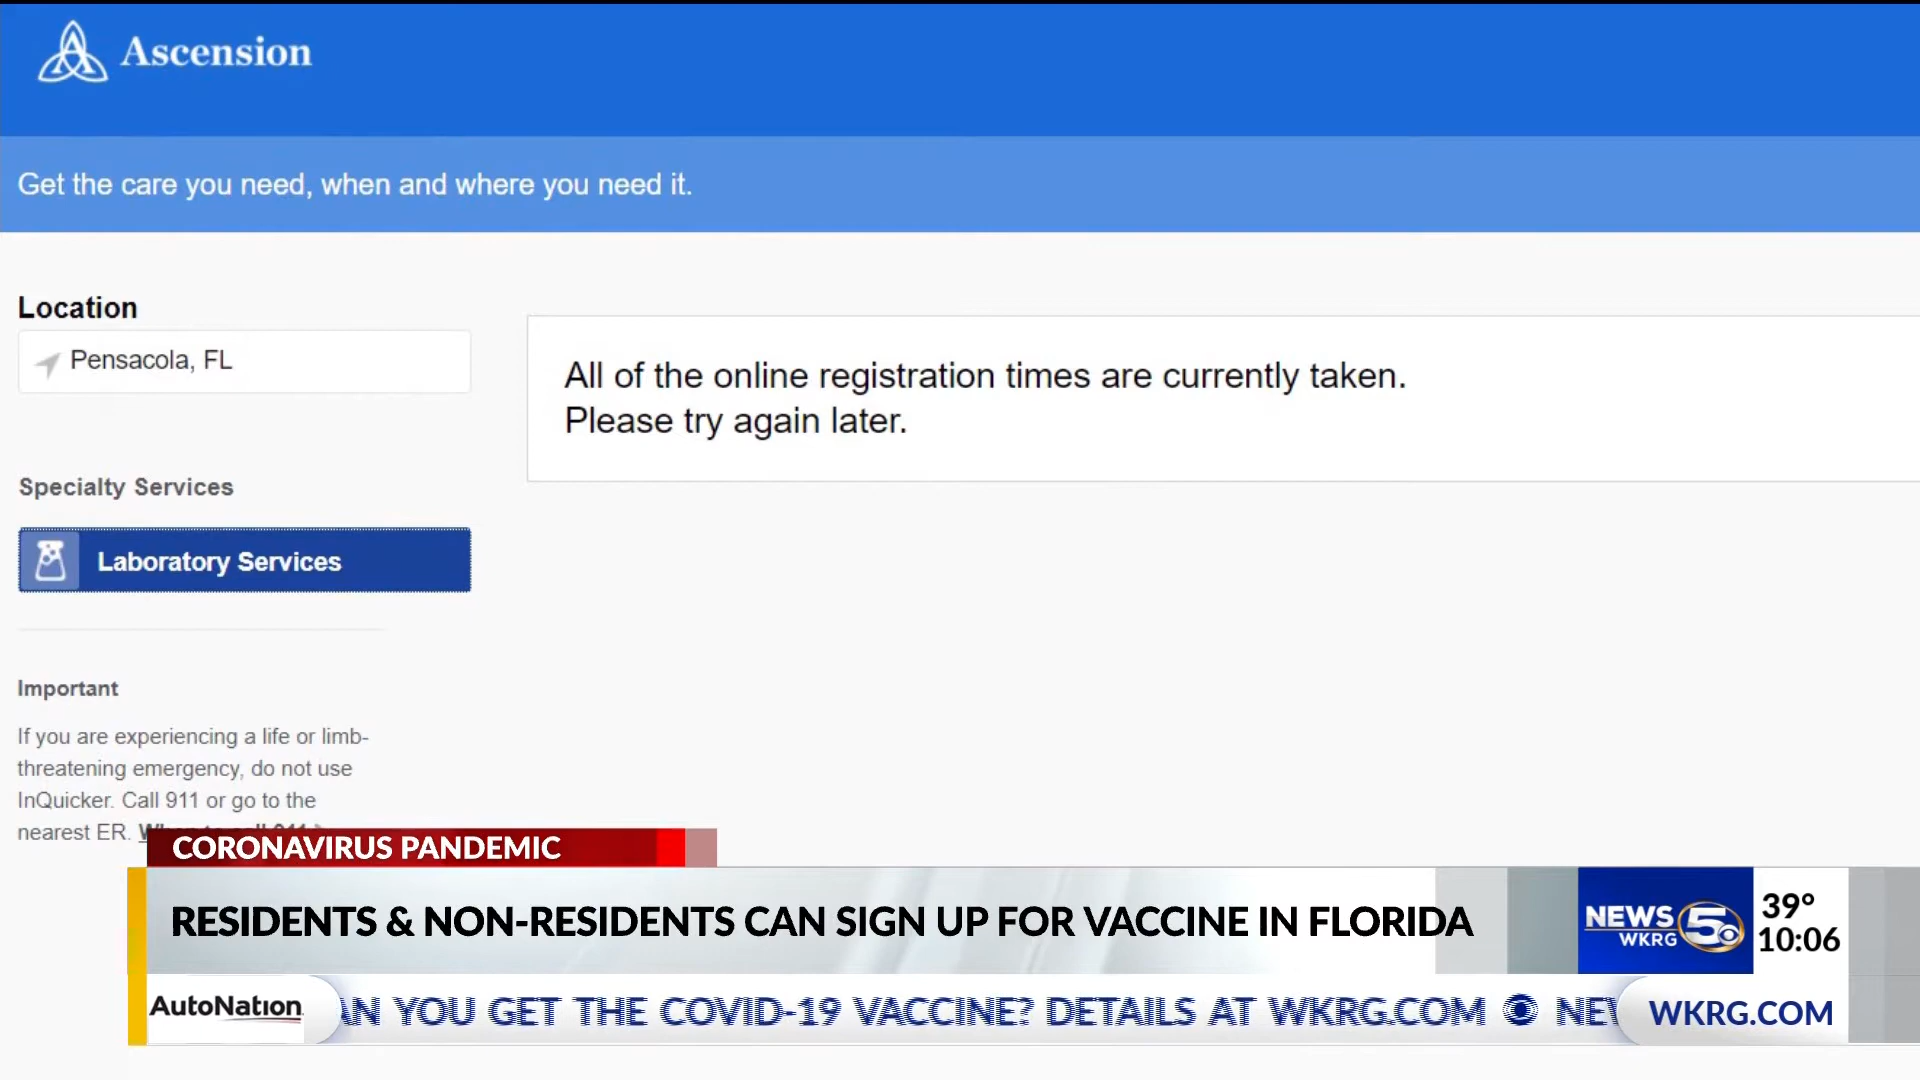 Ascension
Get the care you need, when and where you need it.
Location
Pensacola, FL
All of the online registration times are currently taken.
Please try again later.
Specialty Services
Laboratory Services
Important
If you are experiencing a life or limb-
threatening emergency, do not use
InQuicker. Call 911 or go to the
nearest ER.
CORONAVIRUS PANDEMIC
RESIDENTS & NON-RESIDENTS CAN SIGN UP FOR VACCINE IN FLORIDA
NEWS 5
WKRG
39°
10:06
AutoNation
AN YOU GET THE COVID-19 VACCINE? DETAILS AT WKRG.COM NEW
WKRG.COM